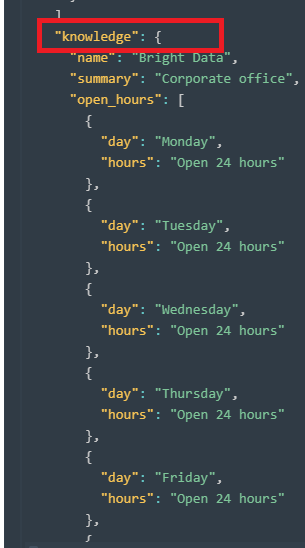 ]
"knowledge": {
"name": "Bright Data",
"summary": "Corporate office",
"open_hours": [
{
"day": "Monday",
"hours": "Open 24 hours"
},
{
"day": "Tuesday",
"hours": "Open 24 hours"
},
{
"day": "Wednesday",
"hours": "Open 24 hours"
},
{
"day": "Thursday",
"hours": "Open 24 hours"
},
{
"day": "Friday",
"hours": "Open 24 hours"
},
{